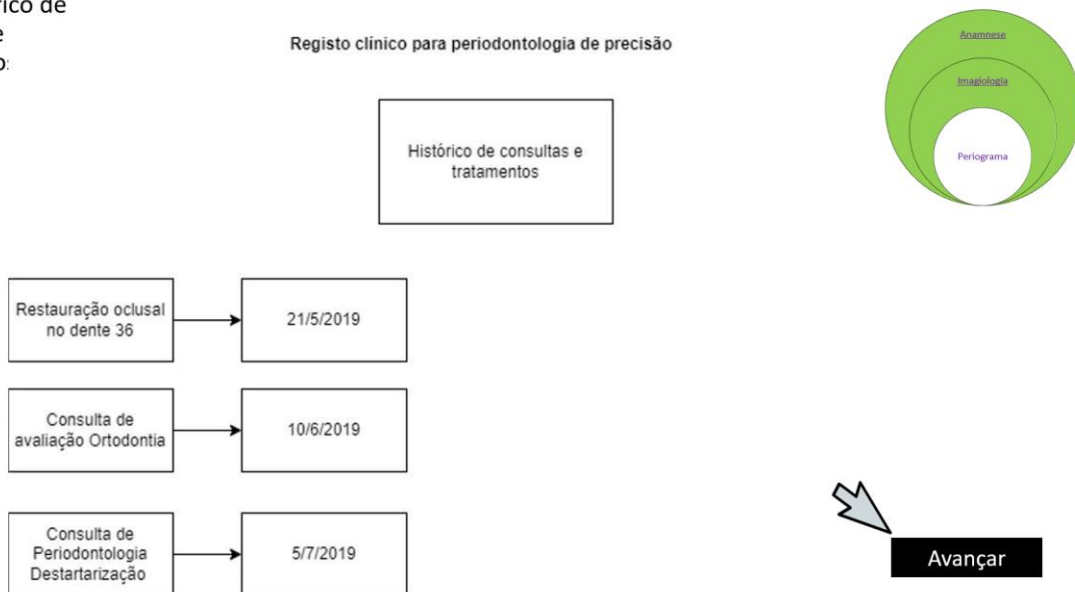 rico de
e
o:
Registo clínico para periodontologia de precisão
Anamnese
Imagiologia
Periograma
Histórico de consultas e
tratamentos
Restauração oclusal
no dente 36
21/5/2019
Consulta de
avaliação Ortodontia
10/6/2019
Consulta de
Periodontologia
Destartarização
5/7/2019
Avançar